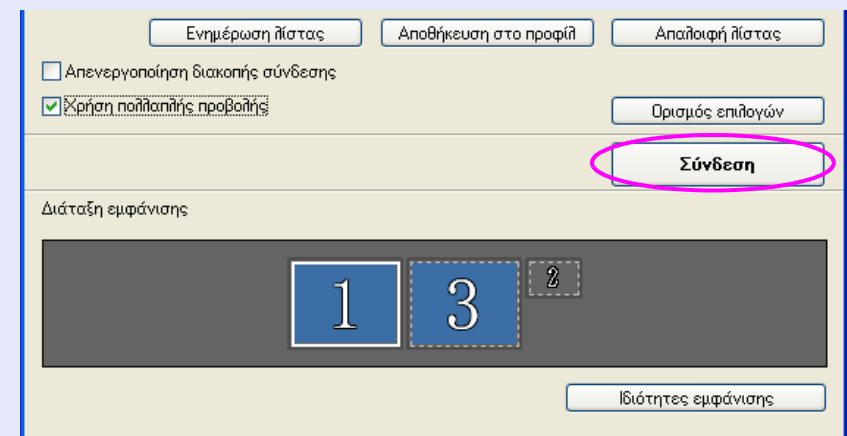 Ενημέρωση λίστας Αποθήκευση στο προφίλ Απαλοιφή λίστας
Απενεργοποίηση διακοπής σύνδεσης
Χρήση πολλαπλής προβολής Ορισμός επιλογών
Σύνδεση
Διάταξη εμφάνισης
1 3 2
Ιδιότητες εμφάνισης